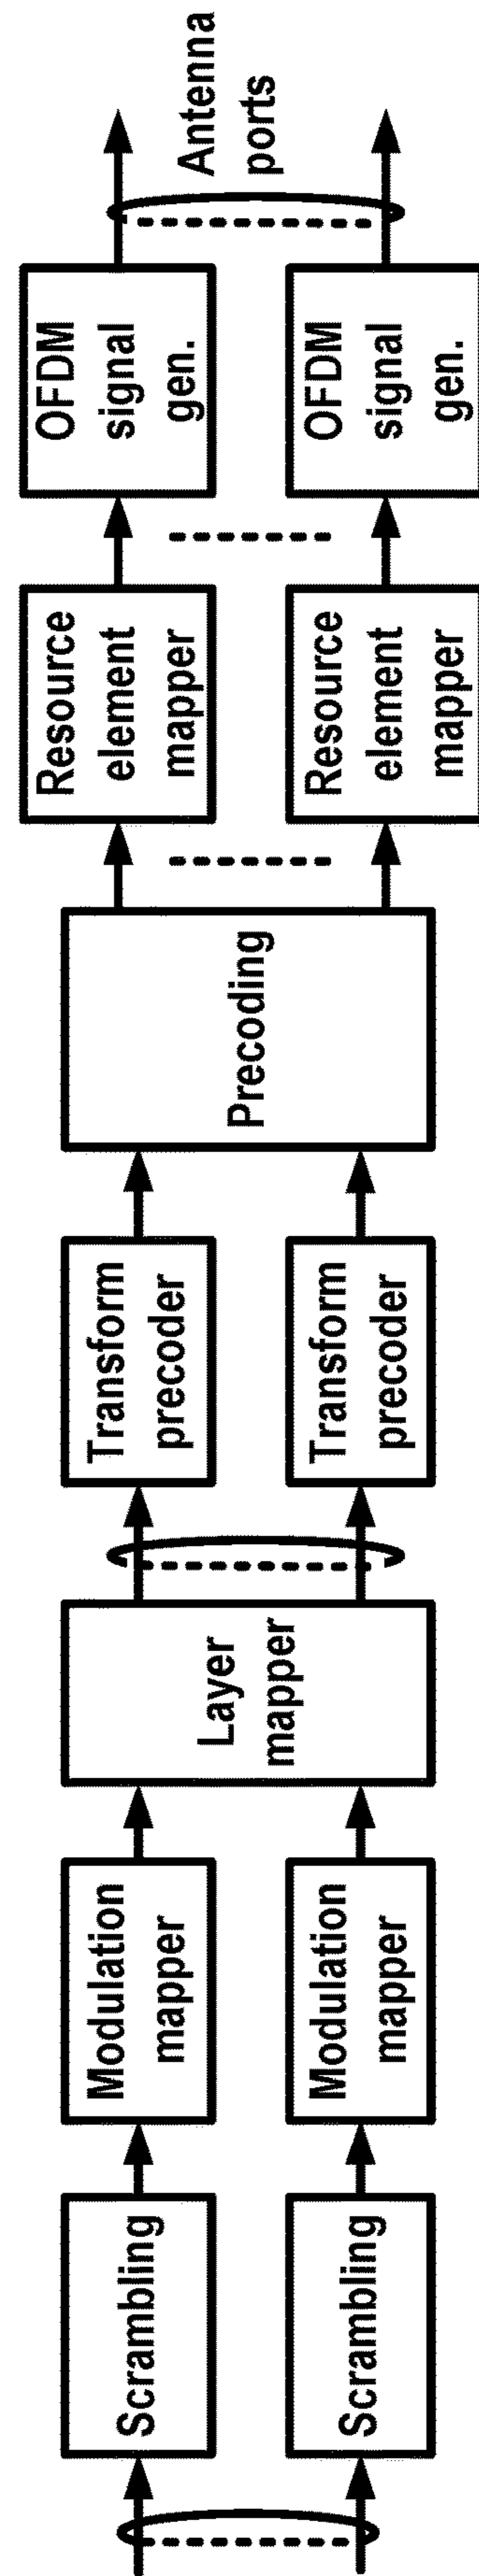 Scrambling
Scrambling
Modulation
mapper
Modulation
mapper
Layer
mapper
Transform
precoder
Transform
precoder
Precoding
Resource
element
mapper
Resource
element
mapper
OFDM
signal
gen.
OFDM
signal
gen.
Antenna
ports